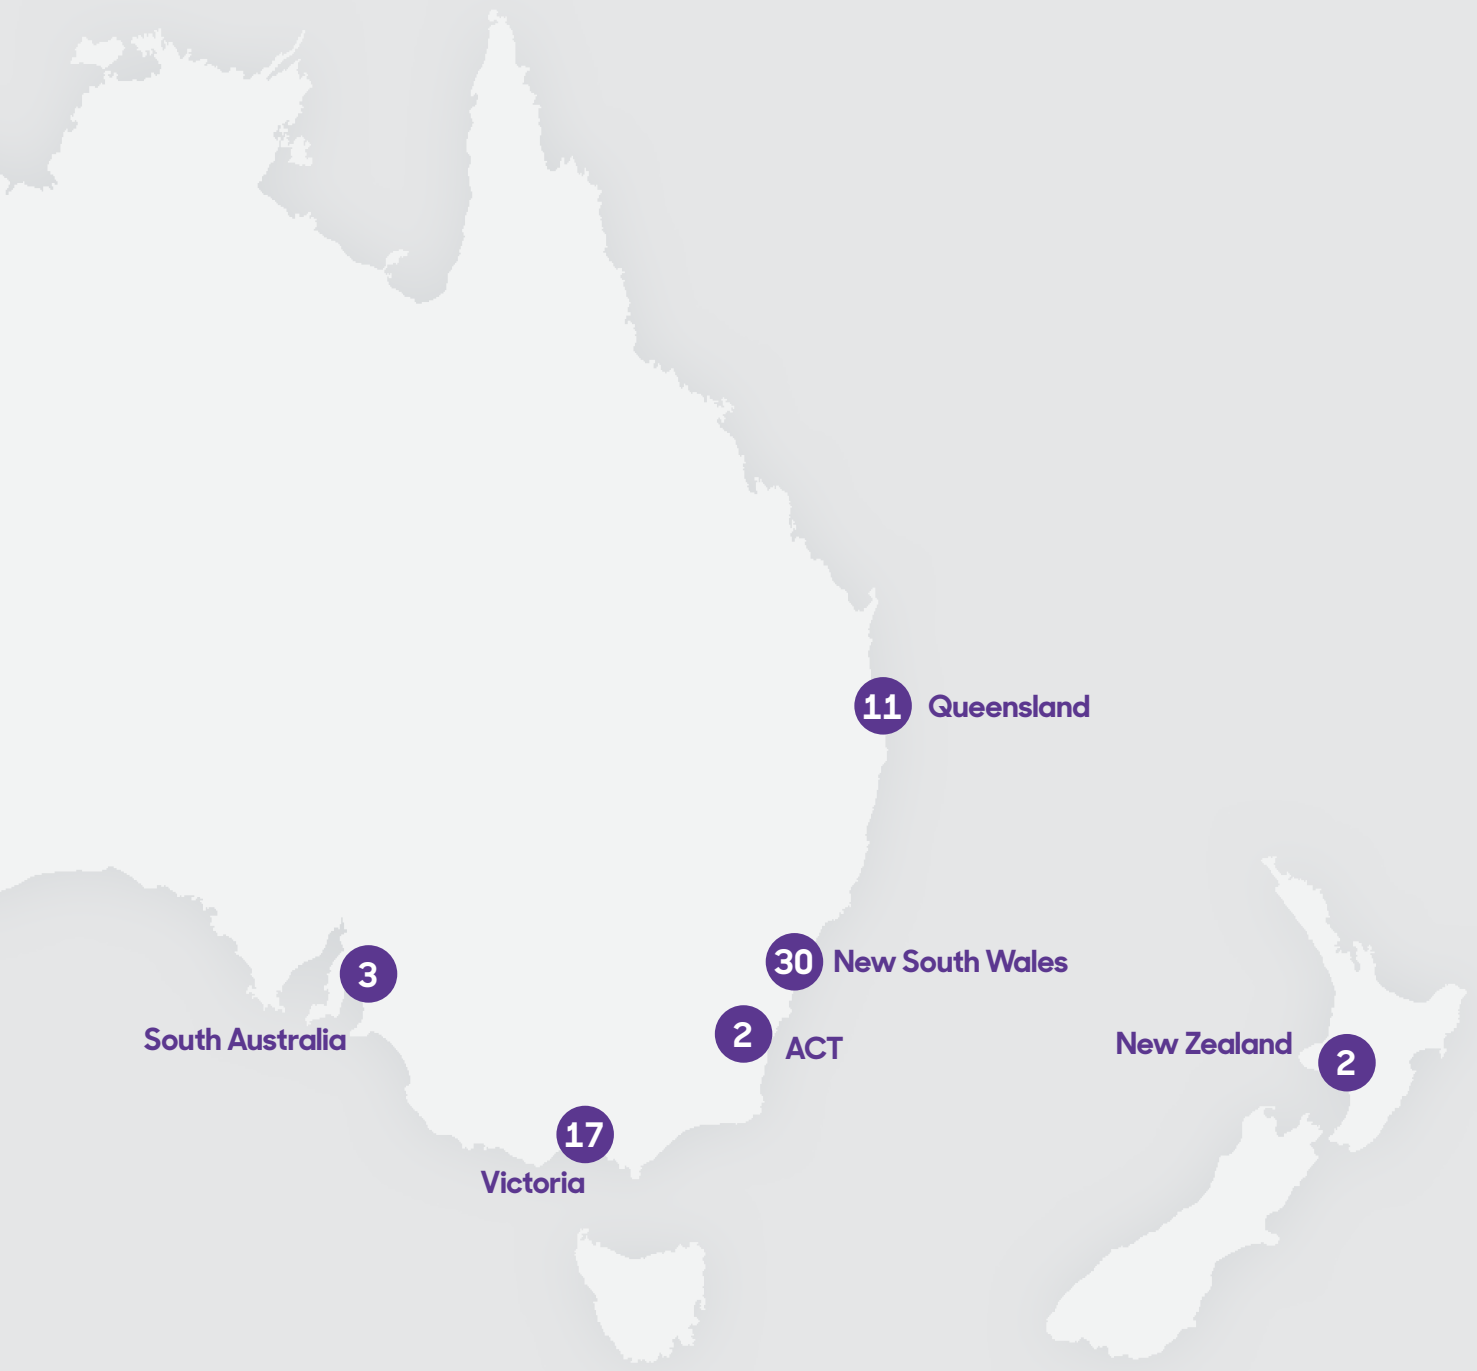 11 Queensland
30 New South Wales
3
South Australia
2 ACT
New Zealand 2
17
Victoria